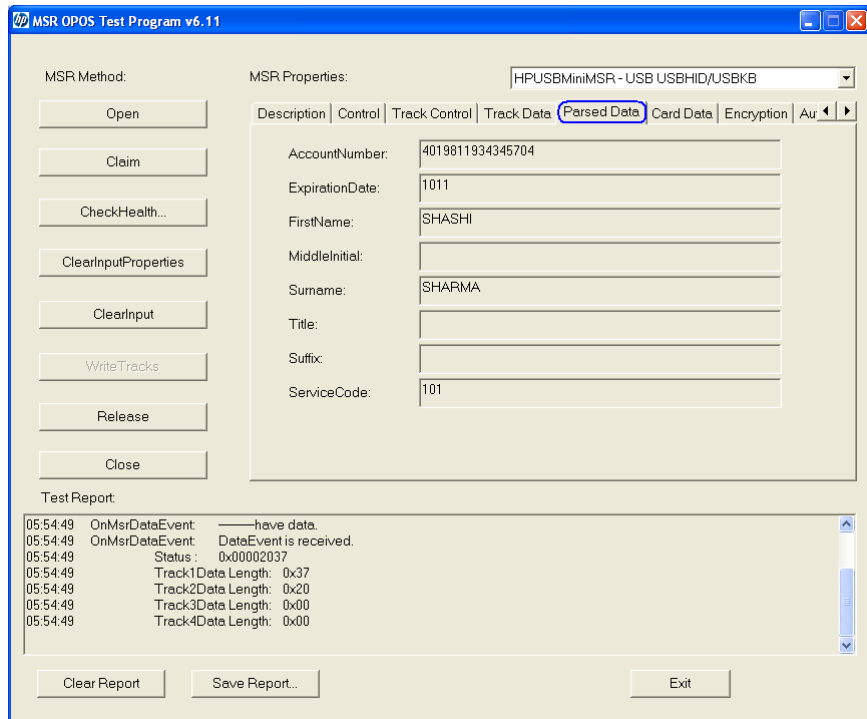 hp MSR OPOS Test Program v6.11
MSR Method:
MSR Properties:
HPUSBMiniMSR - USB USBHID/USBKB
Open
Claim
CheckHealth...
ClearInputProperties
ClearInput
WriteTracks
Release
Close
Description Control Track Control Track Data Parsed Data Card Data Encryption Au
AccountNumber: 4019811934345704
ExpirationDate: 1011
FirstName: SHASHI
MiddleInitial:
Surname: SHARMA
Title:
Suffix:
ServiceCode: 101
Test Report:
05:54:49 OnMsrDataEvent: ———have data.
05:54:49 OnMsrDataEvent: DataEvent is received.
05:54:49 Status : 0x00002037
05:54:49 Track1Data Length: 0x37
05:54:49 Track2Data Length: 0x20
05:54:49 Track3Data Length: 0x00
05:54:49 Track4Data Length: 0x00
Clear Report
Save Report...
Exit